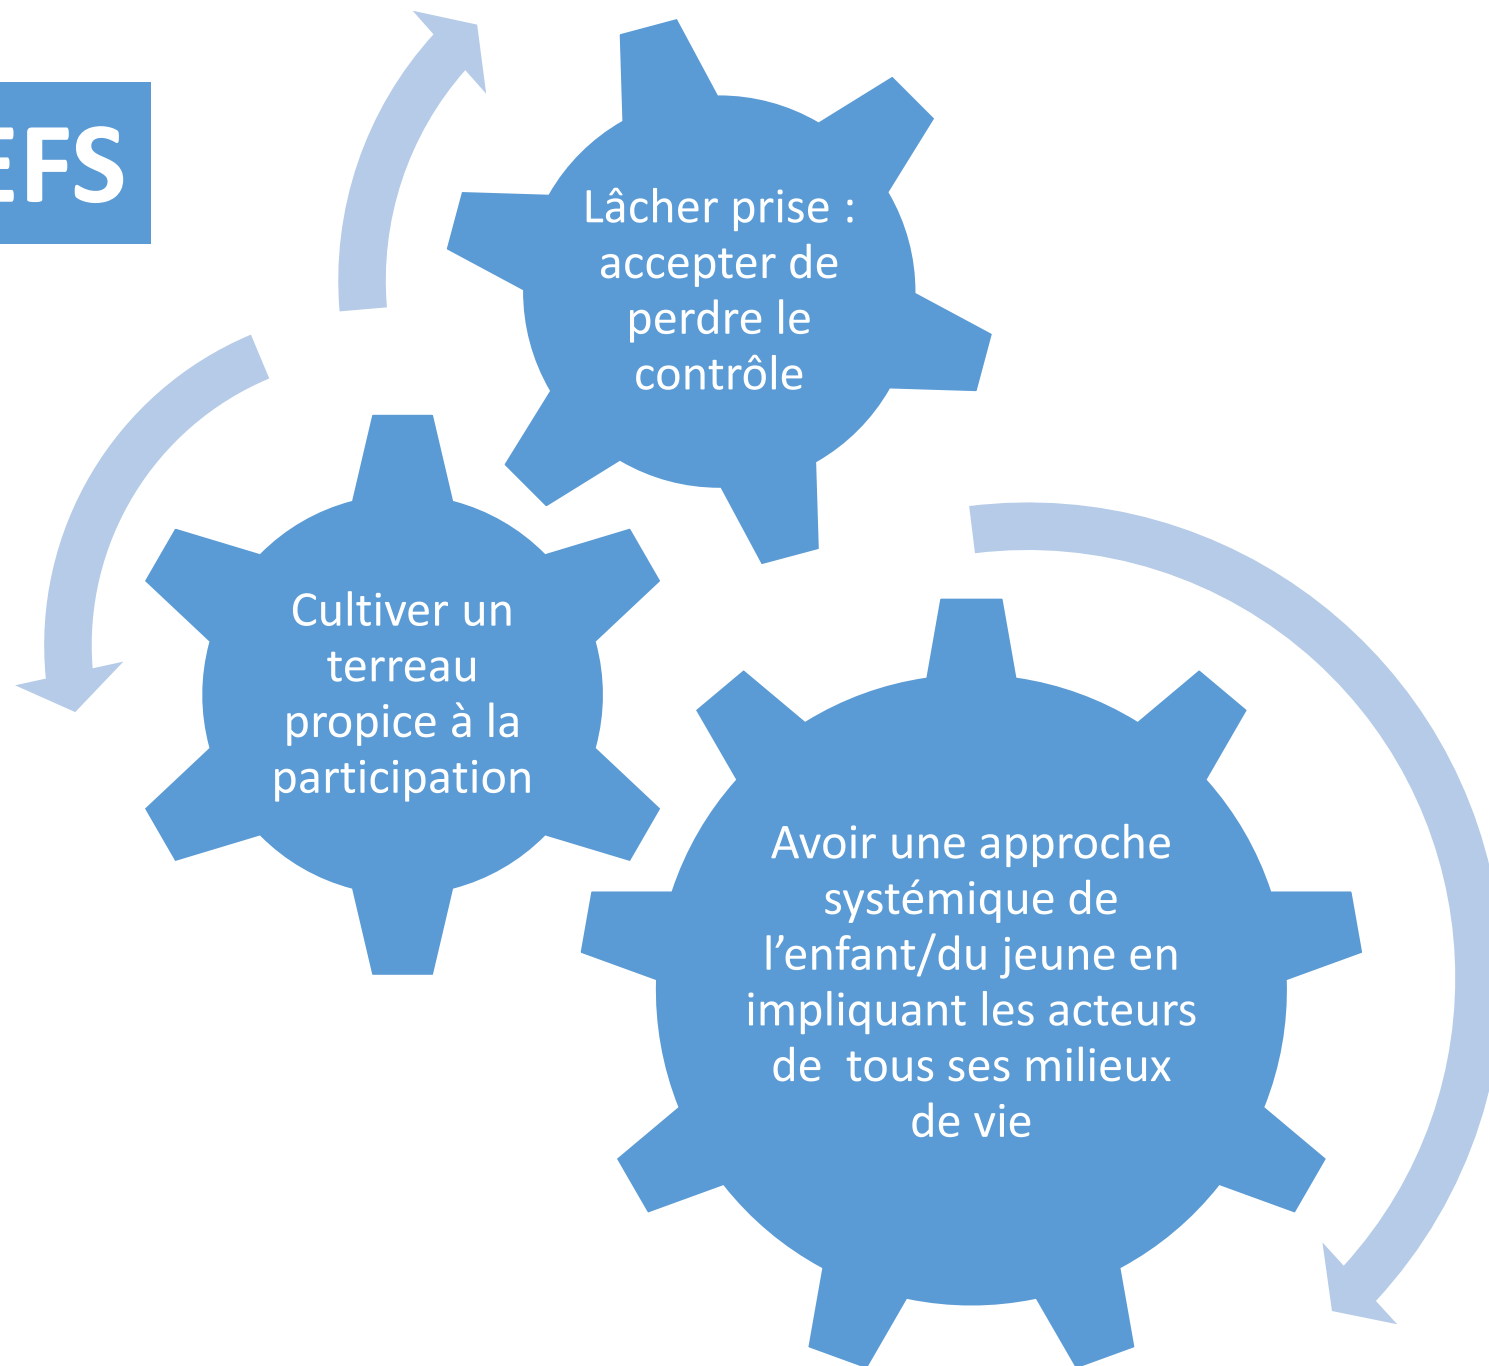 EFS
Lâcher prise :
accepter de
perdre le
contrôle
Cultiver un
terreau
propice à la
participation
Avoir une approche
systémique de
l’enfant/du jeune en
impliquant les acteurs
de  tous ses milieux
de vie